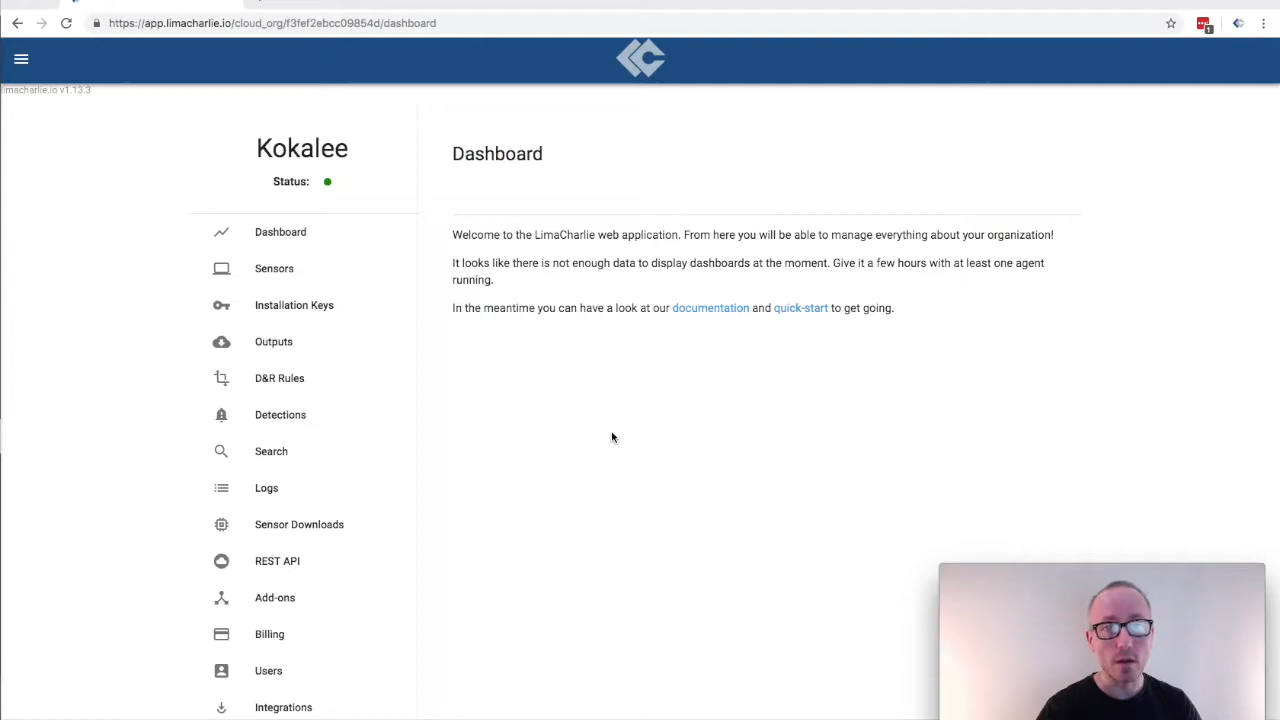 https://app.limacharlie.io/cloud_org/f3fef2ebcc09854d/dashboard
1
limacharlie.io v1.13.3
Kokalee
Status:
Dashboard
Sensors
Installation Keys
Outputs
D&R Rules
Detections
Search
Logs
Sensor Downloads
REST API
Add-ons
Billing
Users
Integrations
Dashboard
Welcome to the LimaCharlie web application. From here you will be able to manage everything about your organization!
It looks like there is not enough data to display dashboards at the moment. Give it a few hours with at least one agent
running.
In the meantime you can have a look at our documentation and quick-start to get going.